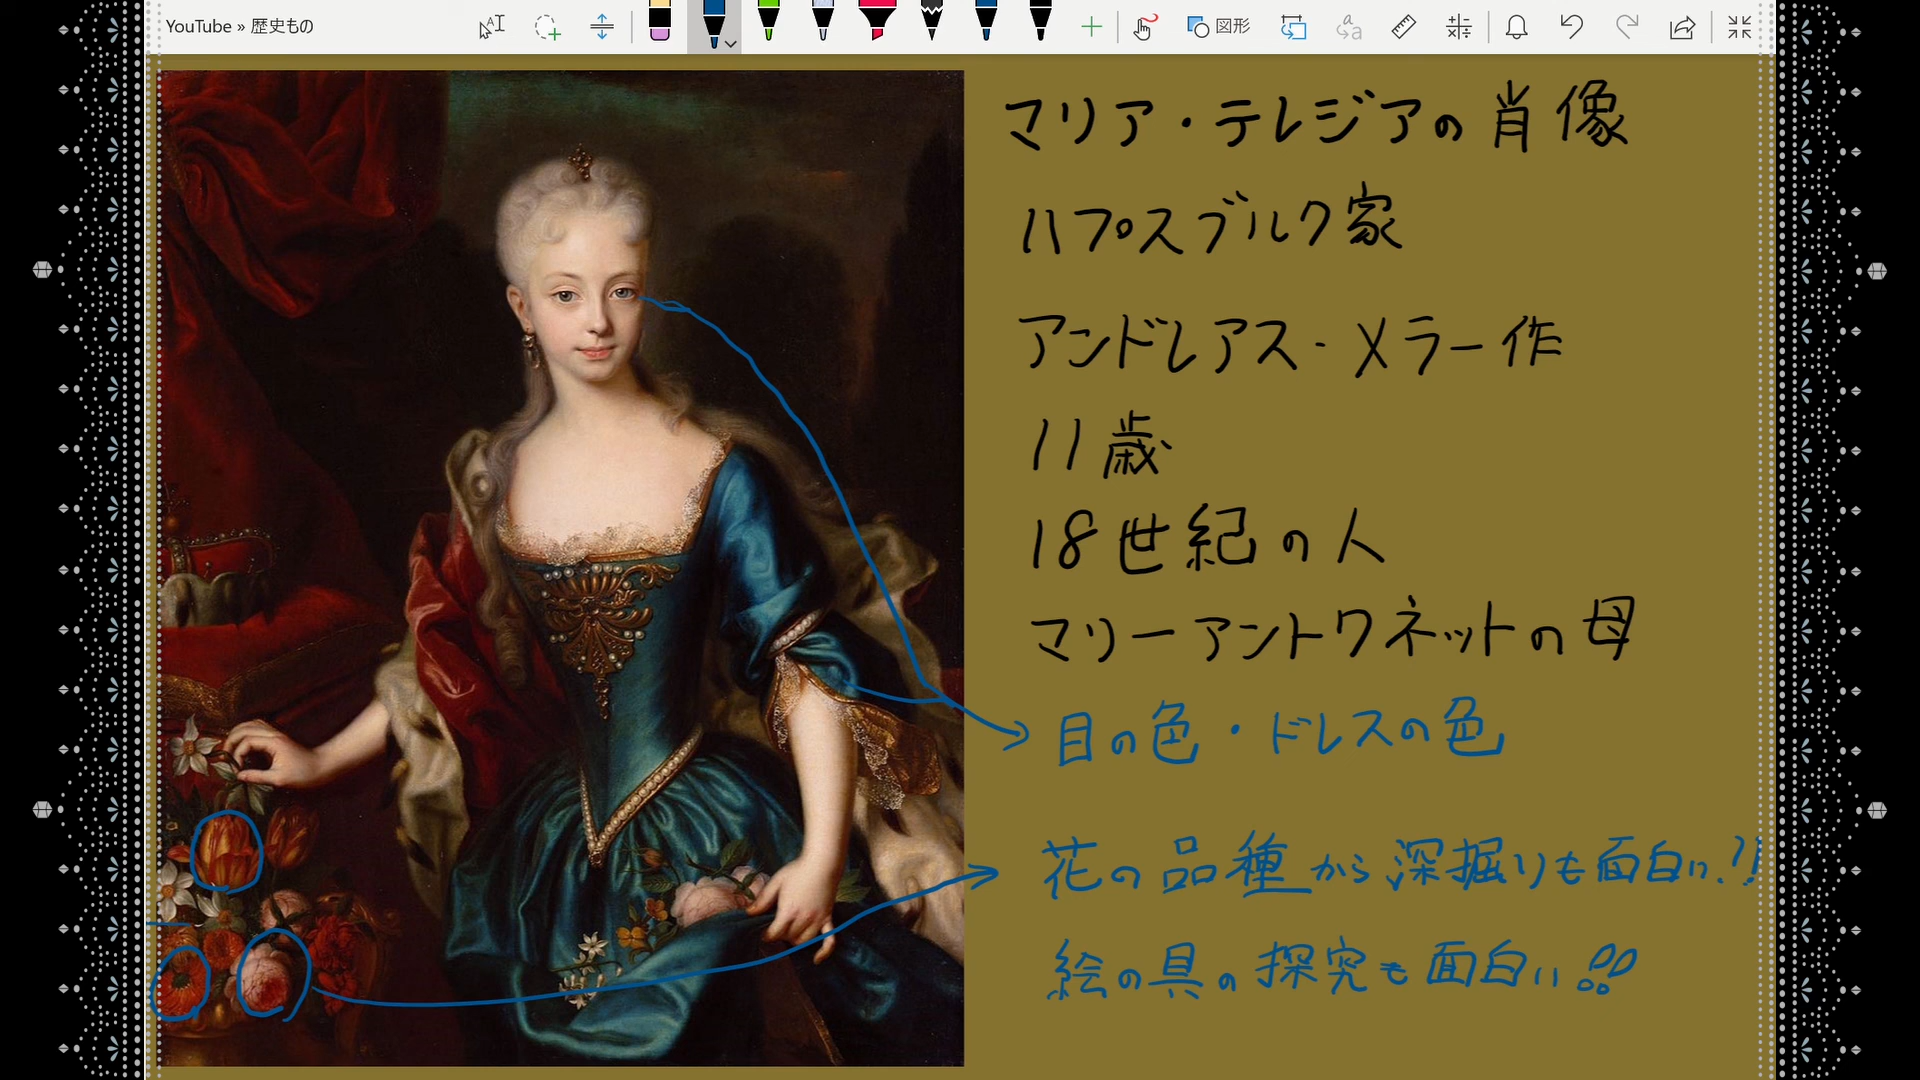 YouTube » 歴史もの
図形
マリア・テレジアの肖像
ハプスブルク家
アンドレアス・メラー作
11歳
18世紀の人
マリーアントワネットの母
目の色・ドレスの色
花の品種から深掘りも面白い?!
絵の具の探究も面白い!!